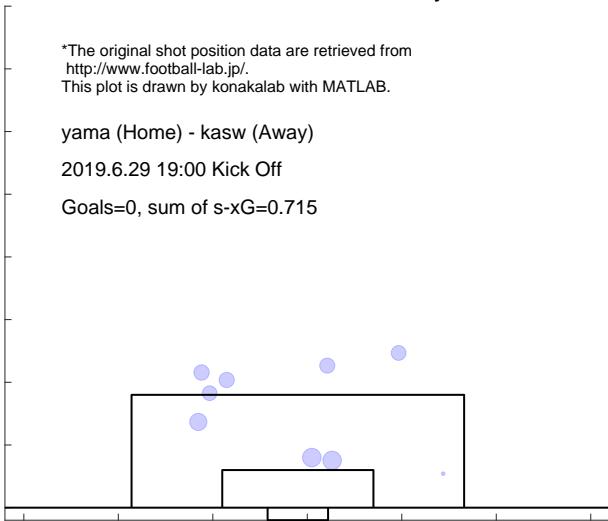 *The original shot position data are retrieved from
http://www.football-lab.jp/.
This plot is drawn by konakalab with MATLAB.
yama (Home) - kasw (Away)
2019.6.29 19:00 Kick Off
Goals=0, sum of s-xG=0.715